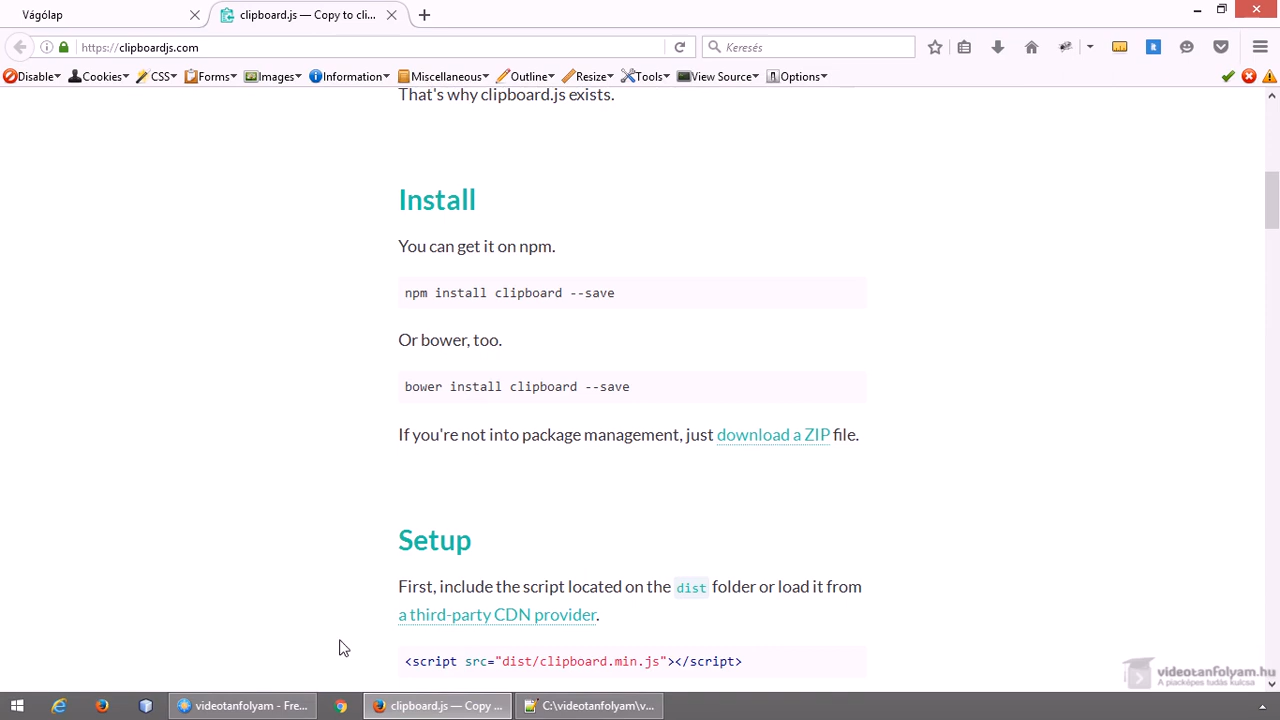 Vágólap
clipboard.js — Copy to cli...
https://clipboardjs.com
Keresés
Disable
Cookies
CSS
Forms
Images
Information
Miscellaneous
Outline
Resize
Tools
View Source
Options
That's why clipboard.js exists.
Install
You can get it on npm.
npm install clipboard --save
Or bower, too.
bower install clipboard --save
If you're not into package management, just download a ZIP file.
Setup
First, include the script located on the dist folder or load it from
a third-party CDN provider.
<script src="dist/clipboard.min.js"></script>
videotanfolyam.hu
A piacképes tudás kulcsa
videotanfolyam - Fre...
clipboard.js — Copy ...
C:\videotanfolyam\v...